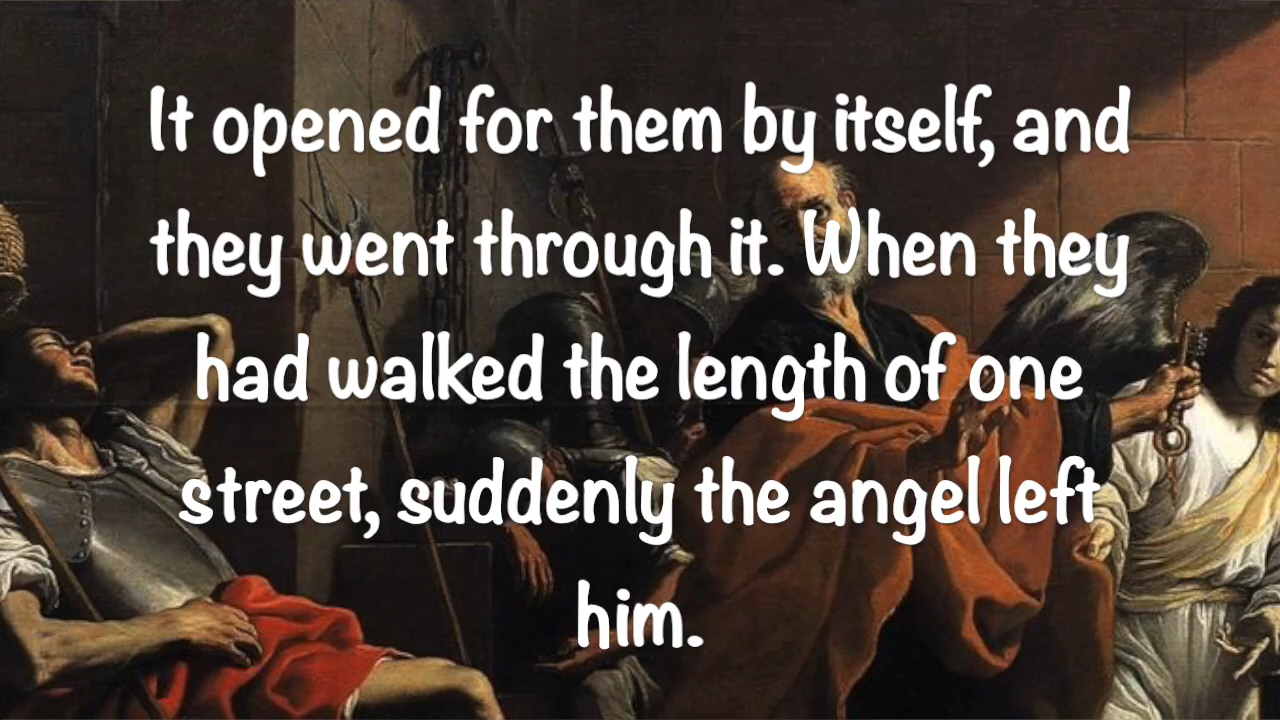 It opened for them by itself, and
they went through it. When they
had walked the length of one
street, suddenly the angel left
him.